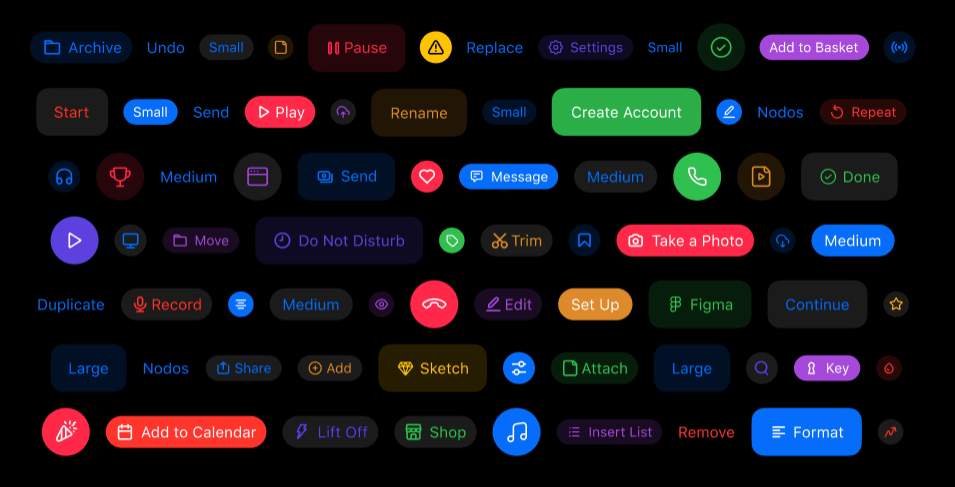 Archive Undo Small Pause Replace Settings Small Add to Basket
Start Small Send Play Rename Small Create Account Nodos Repeat
Medium Send Message Medium Done
Move Do Not Disturb Trim Take a Photo Medium
Duplicate Record Medium Edit Set Up Figma Continue
Large Nodos Share Add Sketch Attach Large Key
Add to Calendar Lift Off Shop Insert List Remove Format